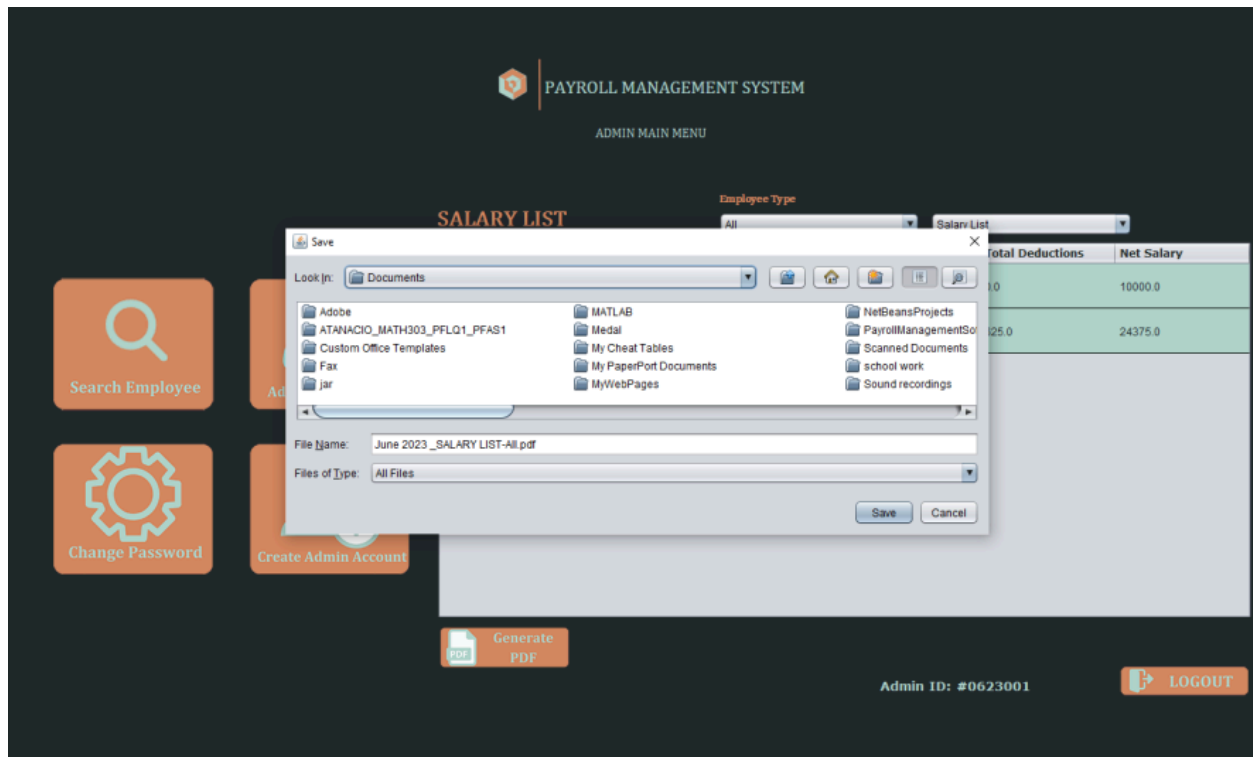 PAYROLL MANAGEMENT SYSTEM
ADMIN MAIN MENU
Employee Type
SALARY LIST
All
Salary List
Save
Look In:
Documents
Adobe
ATANACIO_MATH303_PFLQ1_PFAS1
Custom Office Templates
Fax
jar
MATLAB
Medal
My Cheat Tables
My PaperPort Documents
MyWebPages
NetBeansProjects
Scanned Documents
school work
Sound recordings
File Name:
June 2023 _SALARY LIST-All.pdf
Files of Type:
All Files
Save
Cancel
Total Deductions
Net Salary
10000.0
24375.0
Search Employee
Change Password
Create Admin Account
PDF
Generate
PDF
Admin ID: #0623001
LOGOUT